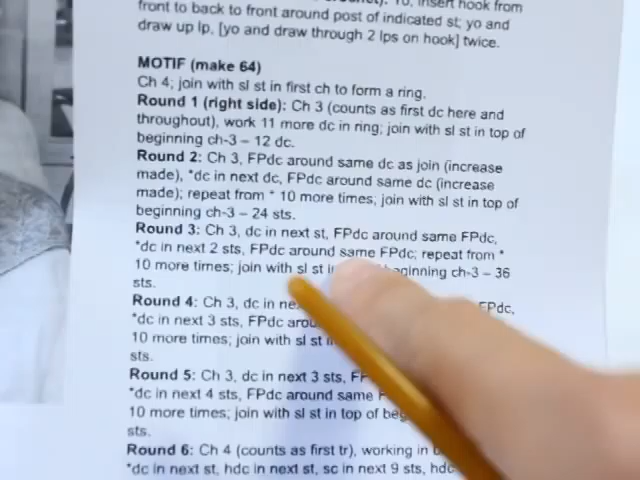 insert hook from
front to back to front around post of indicated st; yo and
draw up lp, [yo and draw through 2 lps on hook] twice.
MOTIF (make 64)
Ch 4; join with sl st in first ch to form a ring.
Round 1 (right side): Ch 3 (counts as first dc here and
throughout), work 11 more dc in ring; join with sl st in top of
beginning ch-3 – 12 dc.
Round 2: Ch 3, FPdc around same dc as join (increase
made), *dc in next dc, FPdc around same dc (increase
made); repeat from * 10 more times; join with sl st in top of
beginning ch-3 – 24 sts.
Round 3: Ch 3, dc in next st, FPdc around same FPdc,
*dc in next 2 sts, FPdc around same FPdc; repeat from *
10 more times; join with sl st beginning ch-3 – 36
sts.
Round 4: Ch 3, dc in FPdc,
*dc in next 3 sts, FPdc
10 more times; join with sl st
sts.
Round 5: Ch 3, dc in next 3 sts,
*dc in next 4 sts, FPdc around same
10 more times; join with sl st in top of
sts.
Round 6: Ch 4 (counts as first tr), working in
*dc in next st, hdc in next st, sc in next 9 sts, hdc